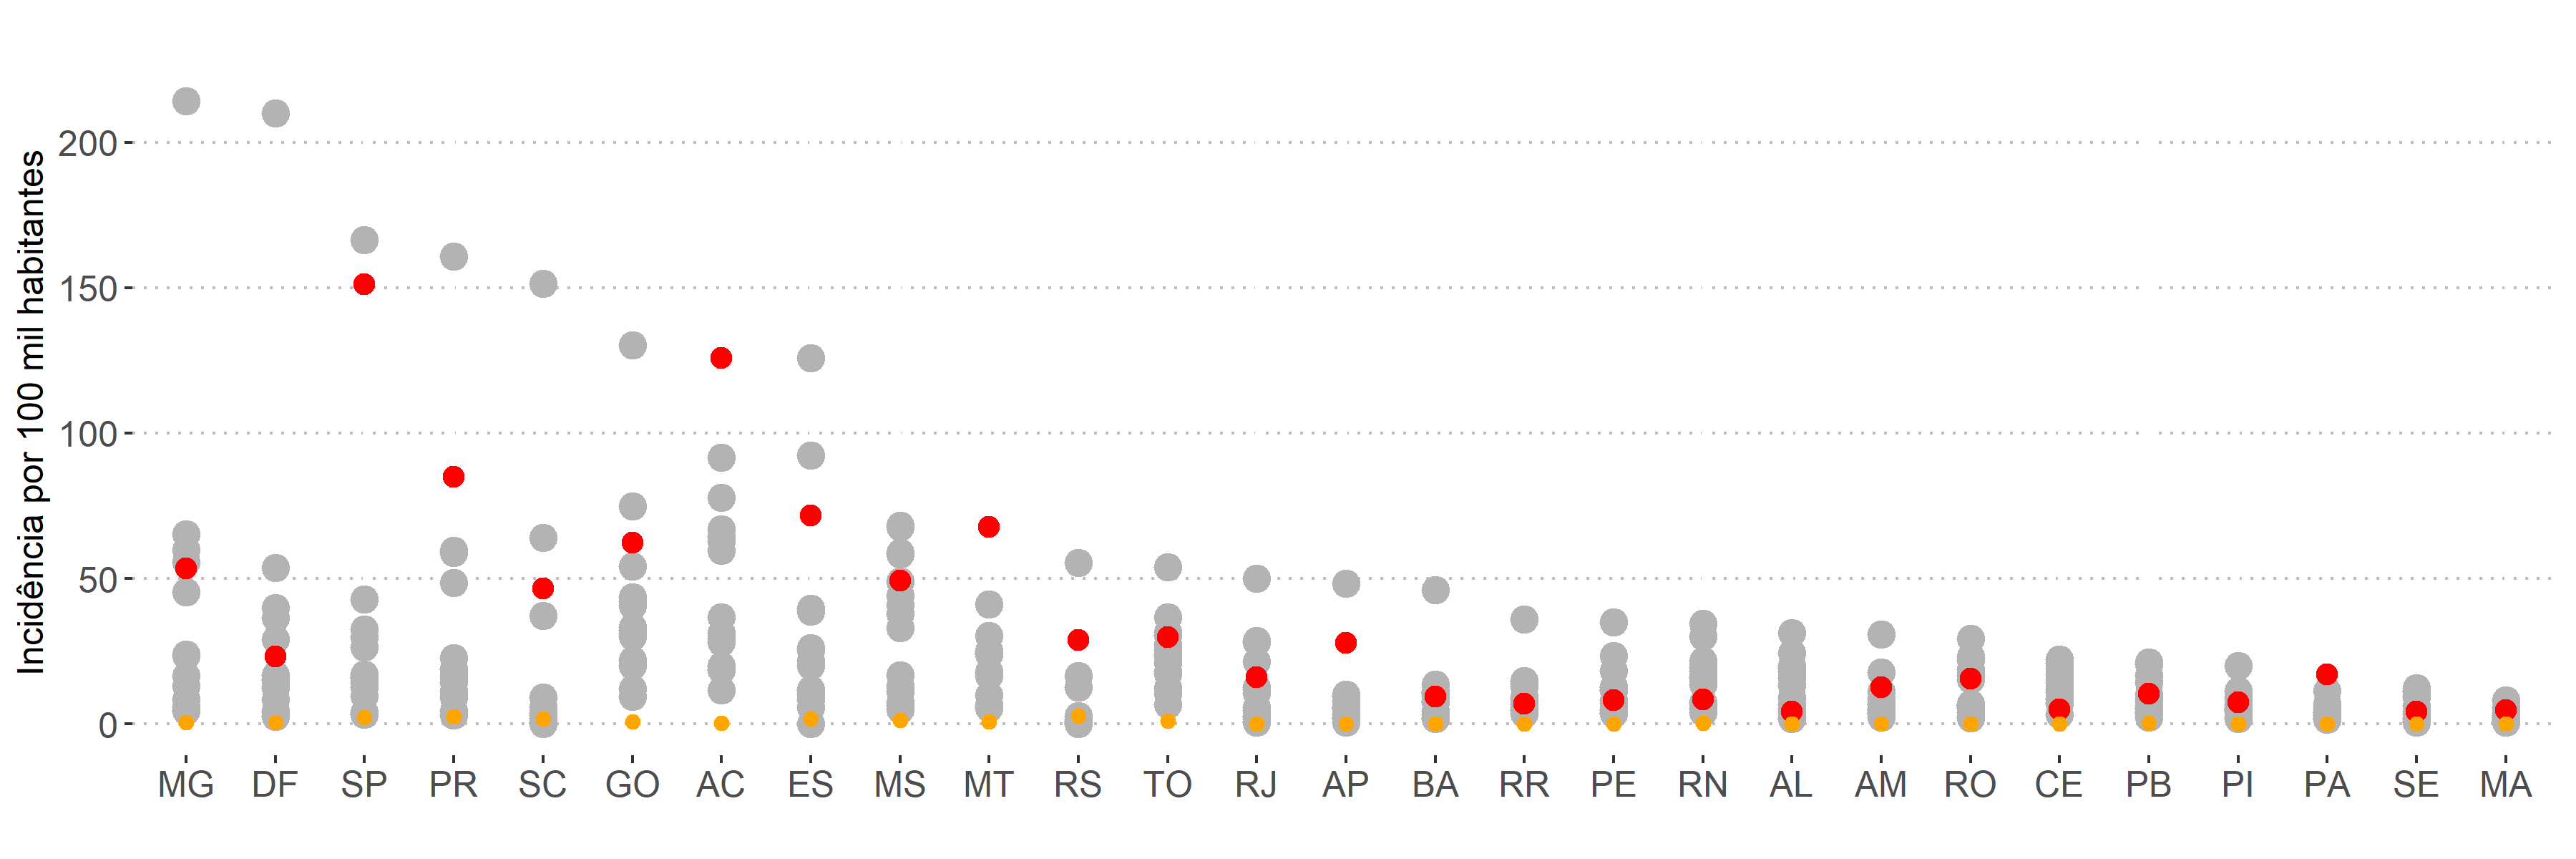 Incidência por 100 mil habitantes
200
150
100
50
0
MG DF SP PR SC GO AC ES MS MT RS TO RJ AP BA RR PE RN AL AM RO CE PB PI PA SE MA